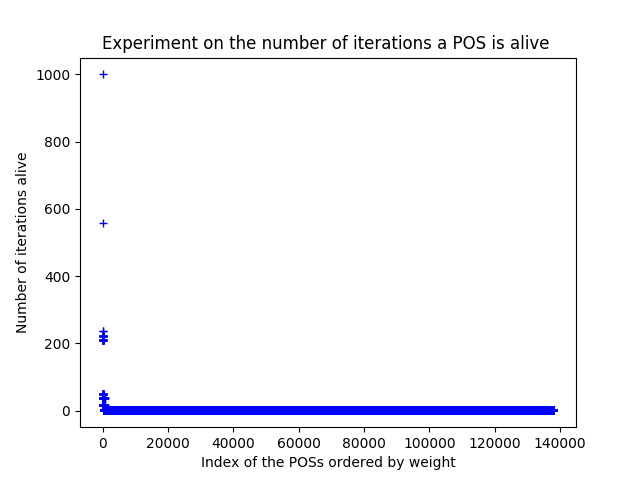 Experiment on the number of iterations a POS is alive
1000
800
600
400
200
0
Number of iterations alive
0 20000 40000 60000 80000 100000 120000 140000
Index of the POSs ordered by weight